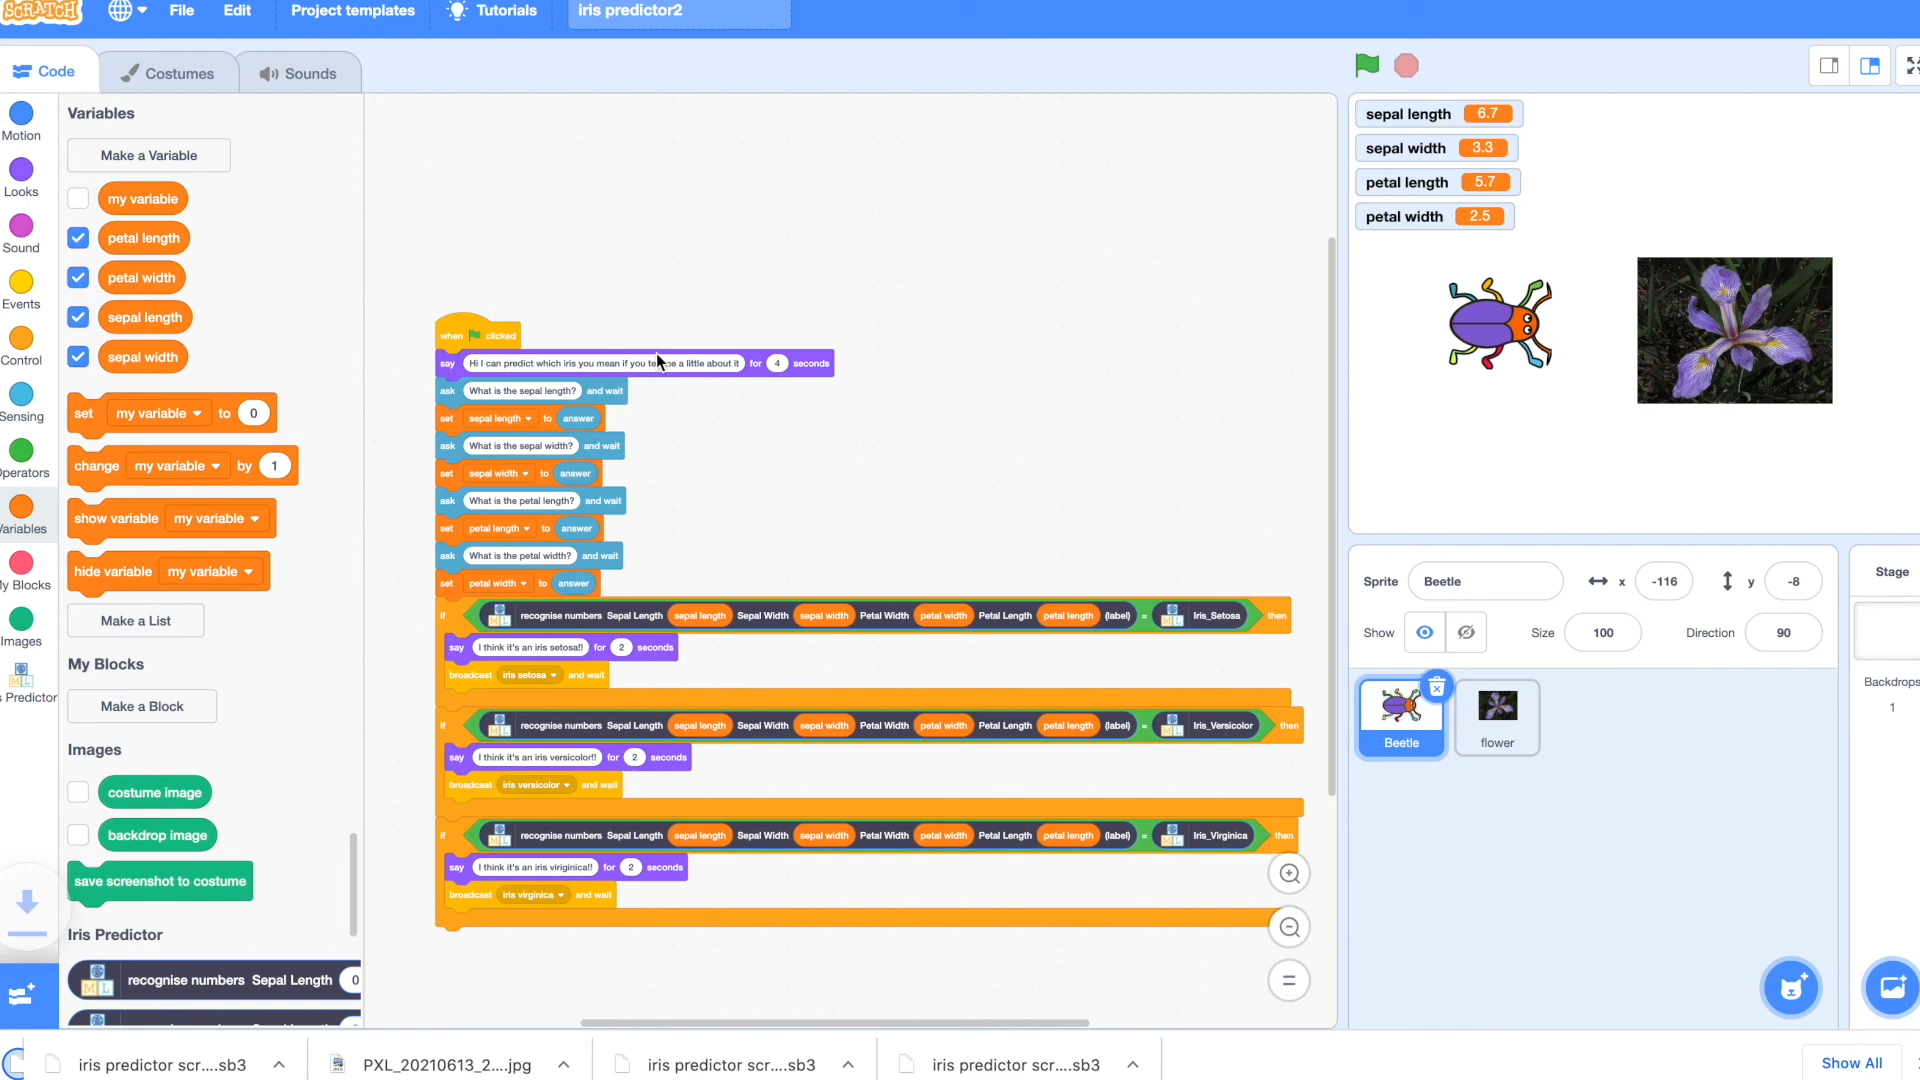 SCRATCH File Edit Project templates Tutorials iris predictor2
Code Costumes Sounds
Motion
Looks
Sound
Events
Control
Sensing
perators
ariables
y Blocks
Images
s Predictor
Variables
Make a Variable
my variable
petal length
petal width
sepal length
sepal width
set my variable to 0
change my variable by 1
show variable my variable
hide variable my variable
Make a List
My Blocks
Make a Block
Images
costume image
backdrop image
save screenshot to costume
Iris Predictor
M L recognise numbers Sepal Length 0
when clicked
say Hi I can predict which iris you mean if you te me a little about it for 4 seconds
ask What is the sepal length? and wait
set sepal length to answer
ask What is the sepal width? and wait
set sepal width to answer
ask What is the petal length? and wait
set petal length to answer
ask What is the petal width? and wait
set petal width to answer
if M L recognise numbers Sepal Length sepal length Sepal Width sepal width Petal Width petal width Petal Length petal length (label) = M L Iris_Setosa then
say I think it's an iris setosa!! for 2 seconds
broadcast iris setosa and wait
if M L recognise numbers Sepal Length sepal length Sepal Width sepal width Petal Width petal width Petal Length petal length (label) = M L Iris_Versicolor then
say I think it's an iris versicolor!! for 2 seconds
broadcast iris versicolor and wait
if M L recognise numbers Sepal Length sepal length Sepal Width sepal width Petal Width petal width Petal Length petal length (label) = M L Iris_Virginica then
say I think it's an iris viriginica!! for 2 seconds
broadcast iris virginica and wait
sepal length 6.7
sepal width 3.3
petal length 5.7
petal width 2.5
Sprite Beetle x -116 y -8
Show Size 100 Direction 90
Beetle
flower
Stage
Backdrops
1
iris predictor scr....sb3 PXL_20210613_2....jpg iris predictor scr....sb3 iris predictor scr....sb3 Show All